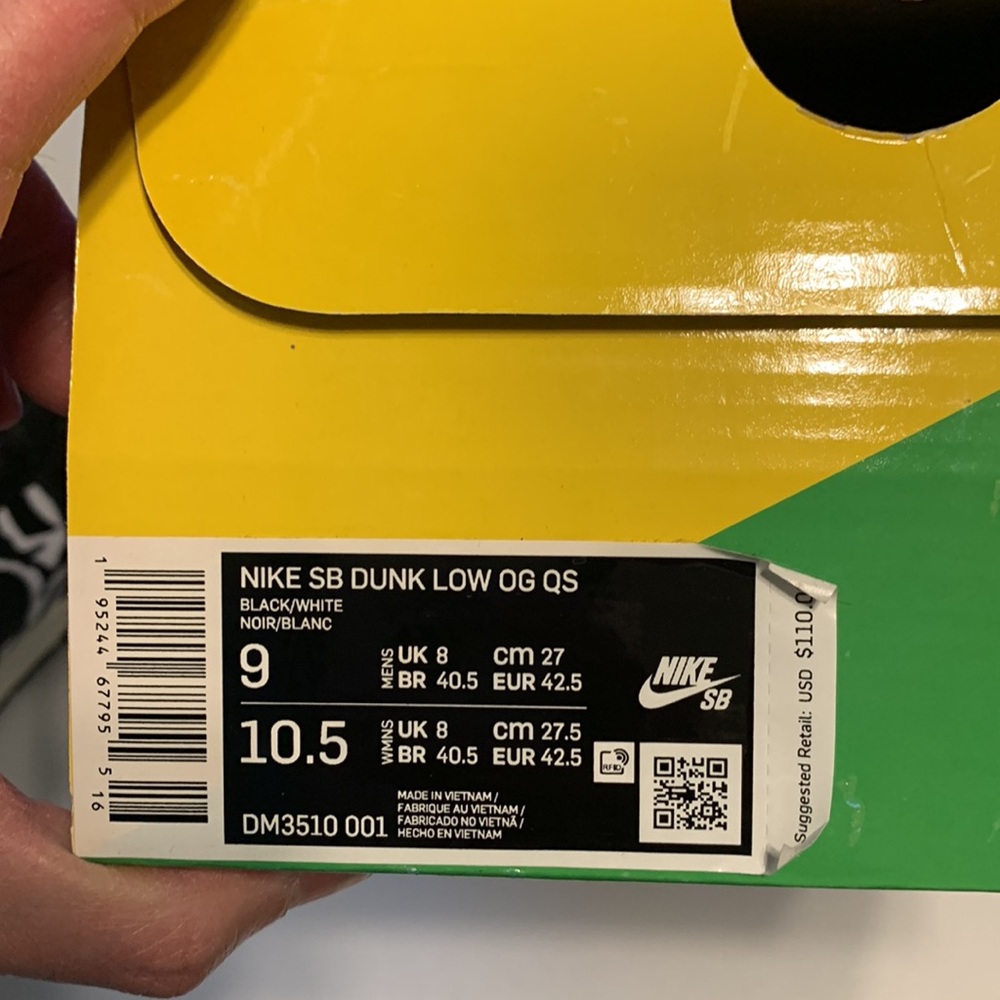 NIKE SB DUNK LOW OG QS
BLACK/WHITE
NOIR/BLANC
9
MENS
UK 8 cm 27
BR 40.5 EUR 42.5
10.5
WMNS
UK 8 cm 27.5
BR 40.5 EUR 42.5
DM3510 001
MADE IN VIETNAM /
FABRIQUE AU VIETNAM /
FABRICADO NO VIETNÃ /
HECHO EN VIETNAM
NIKE
SB
RFID
1 95244 67795 5 16
Suggested Retail: USD $110.0